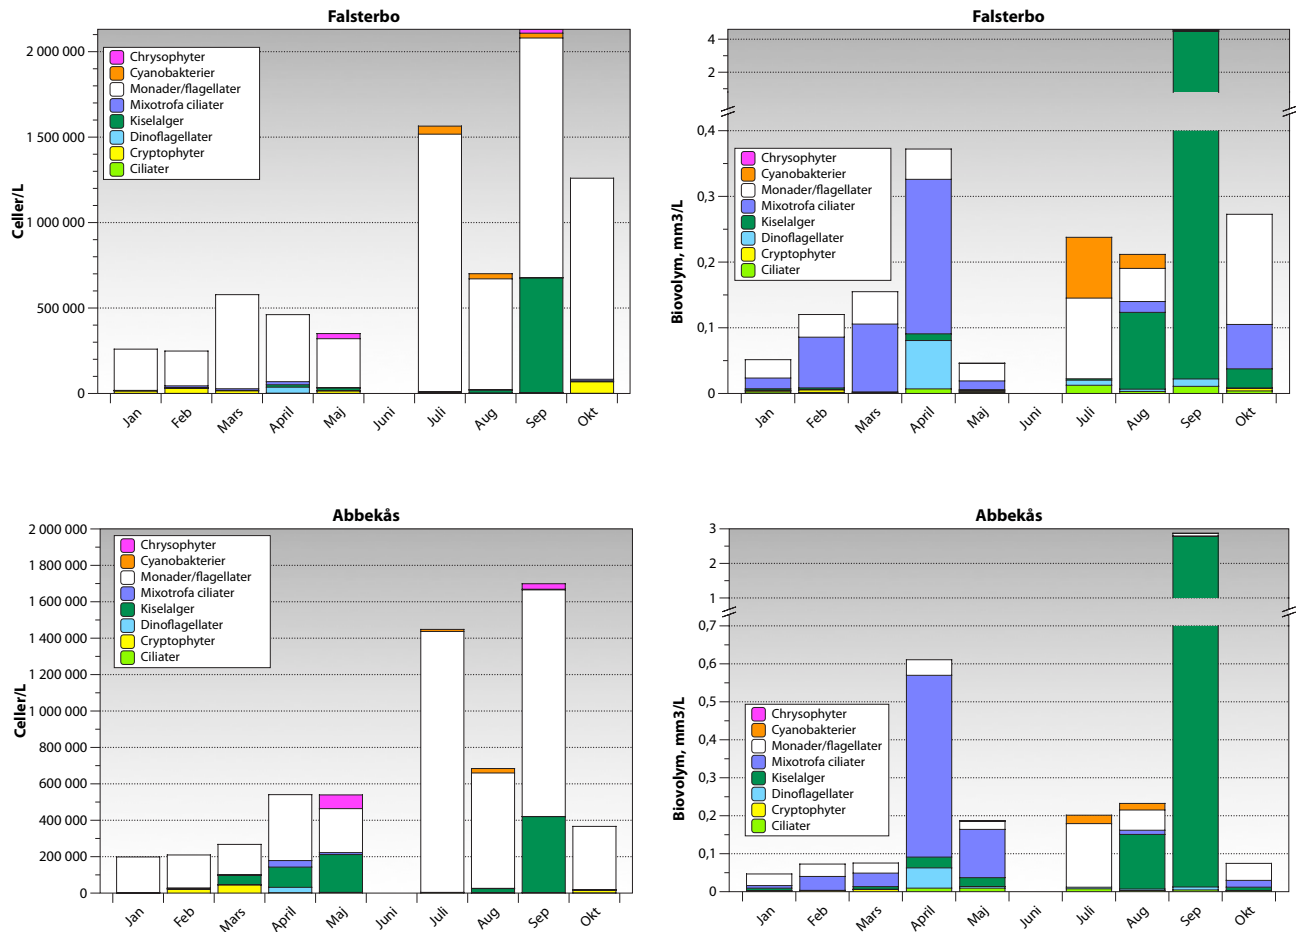 Falsterbo
Celler/L
2 000 000
1 500 000
1 000 000
500 000
0
Chrysophyter
Cyanobakterier
Monader/flagellater
Mixotrofa ciliater
Kiselalger
Dinoflagellater
Cryptophyter
Ciliater
Jan
Feb
Mars
April
Maj
Juni
Juli
Aug
Sep
Okt
Falsterbo
Biovolym, mm3/L
4
2
0,4
0,3
0,2
0,1
0
Chrysophyter
Cyanobakterier
Monader/flagellater
Mixotrofa ciliater
Kiselalger
Dinoflagellater
Cryptophyter
Ciliater
Jan
Feb
Mars
April
Maj
Juni
Juli
Aug
Sep
Okt
Abbekås
Celler/L
2 000 000
1 800 000
1 600 000
1 400 000
1 200 000
1 000 000
800 000
600 000
400 000
200 000
0
Chrysophyter
Cyanobakterier
Monader/flagellater
Mixotrofa ciliater
Kiselalger
Dinoflagellater
Cryptophyter
Ciliater
Jan
Feb
Mars
April
Maj
Juni
Juli
Aug
Sep
Okt
Abbekås
Biovolym, mm3/L
3
2
1
0,7
0,6
0,5
0,4
0,3
0,2
0,1
0
Chrysophyter
Cyanobakterier
Monader/flagellater
Mixotrofa ciliater
Kiselalger
Dinoflagellater
Cryptophyter
Ciliater
Jan
Feb
Mars
April
Maj
Juni
Juli
Aug
Sep
Okt